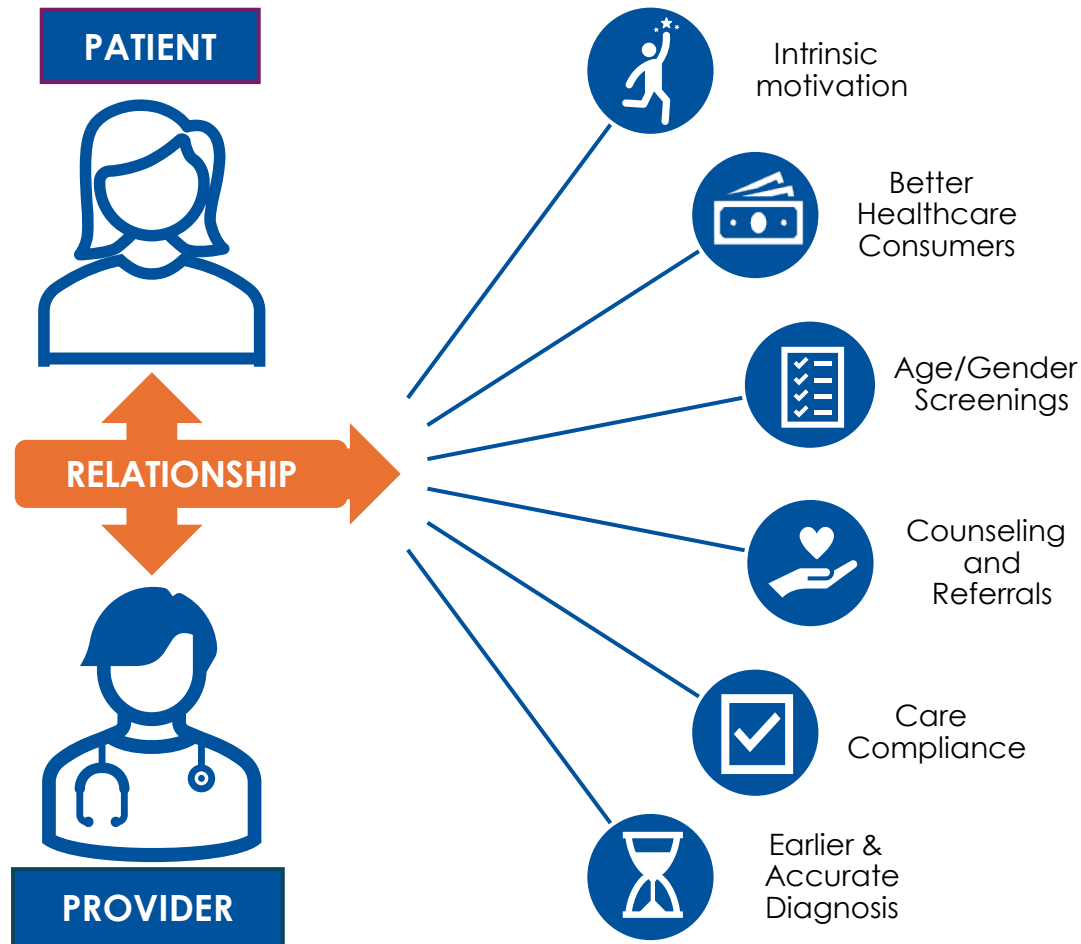 PATIENT
RELATIONSHIP
PROVIDER
Intrinsic
motivation
Better
Healthcare
Consumers
Age/Gender
Screenings
Counseling
and
Referrals
Care
Compliance
Earlier &
Accurate
Diagnosis